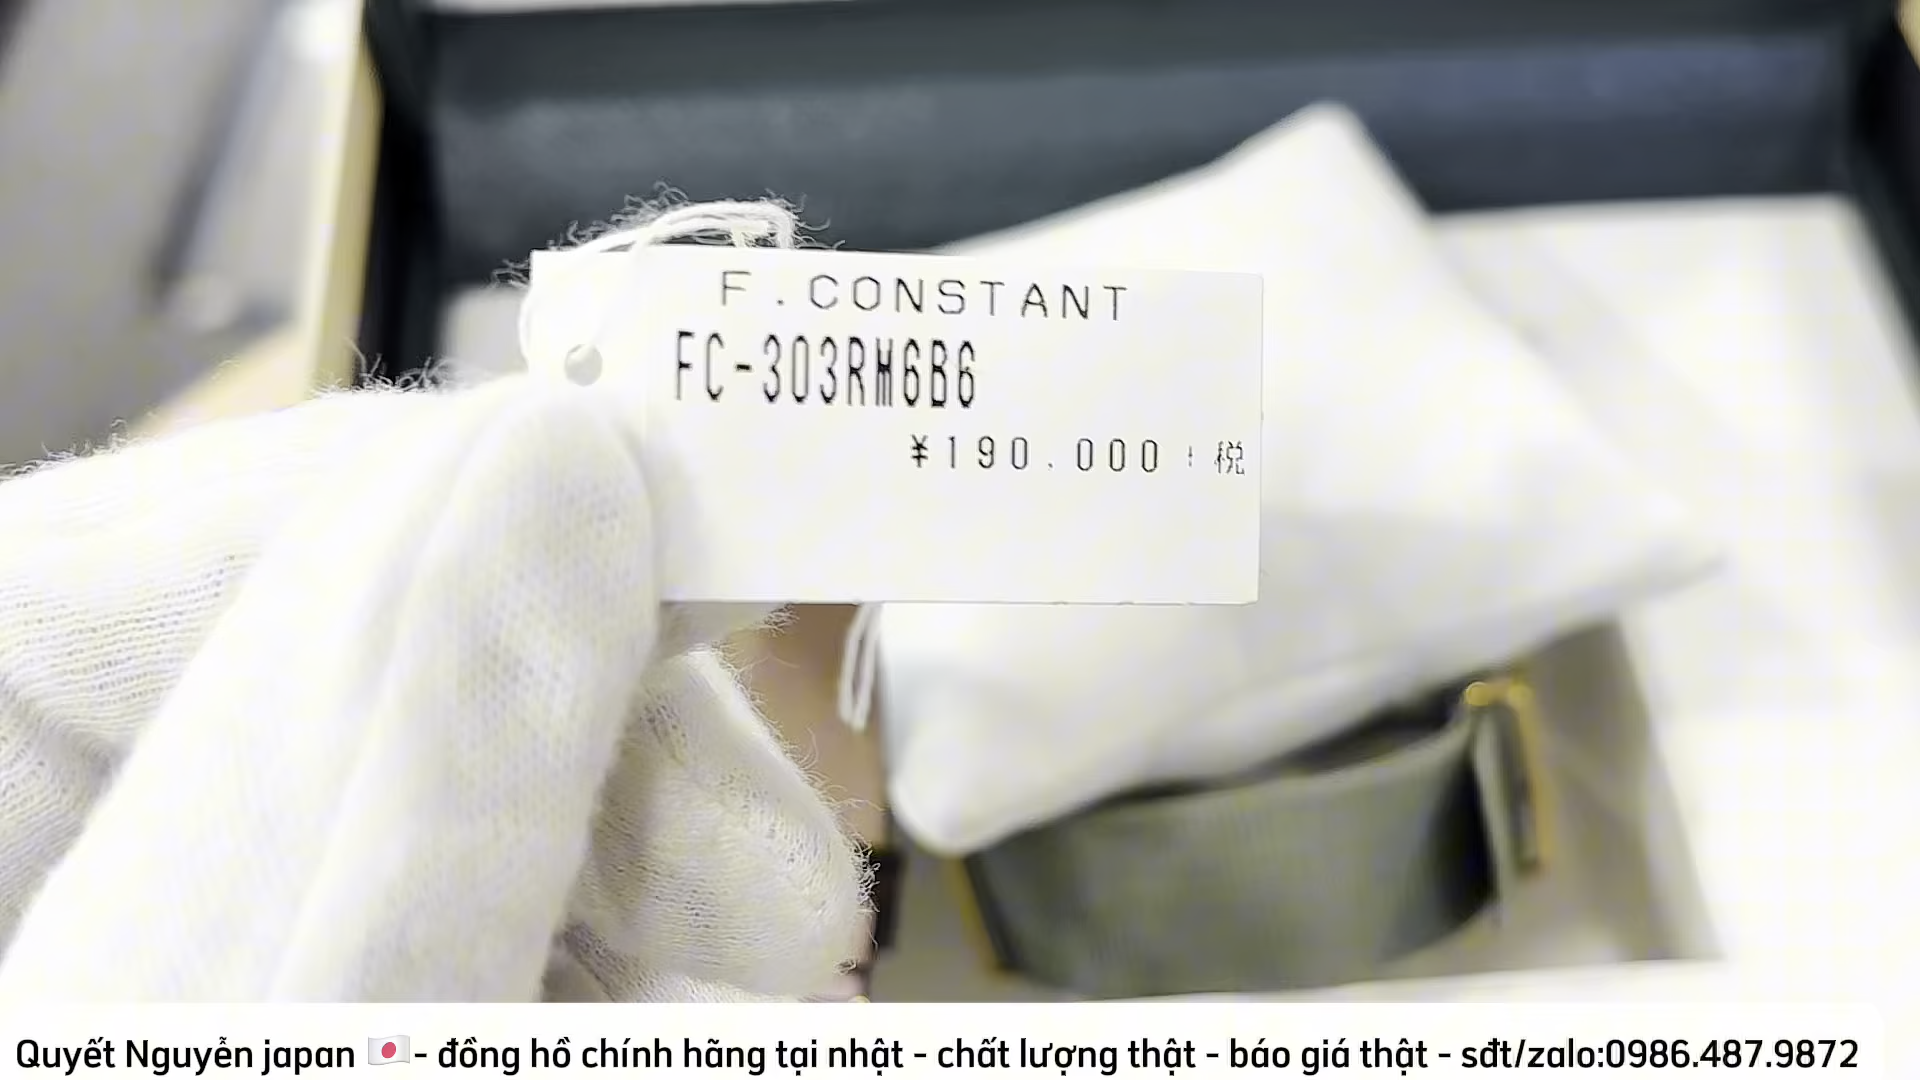 F.CONSTANT
FC-303RM6B6
¥190.000+税
Quyết Nguyễn japan 🇯🇵- đồng hồ chính hãng tại nhật - chất lượng thật - báo giá thật - sđt/zalo:0986.487.9872